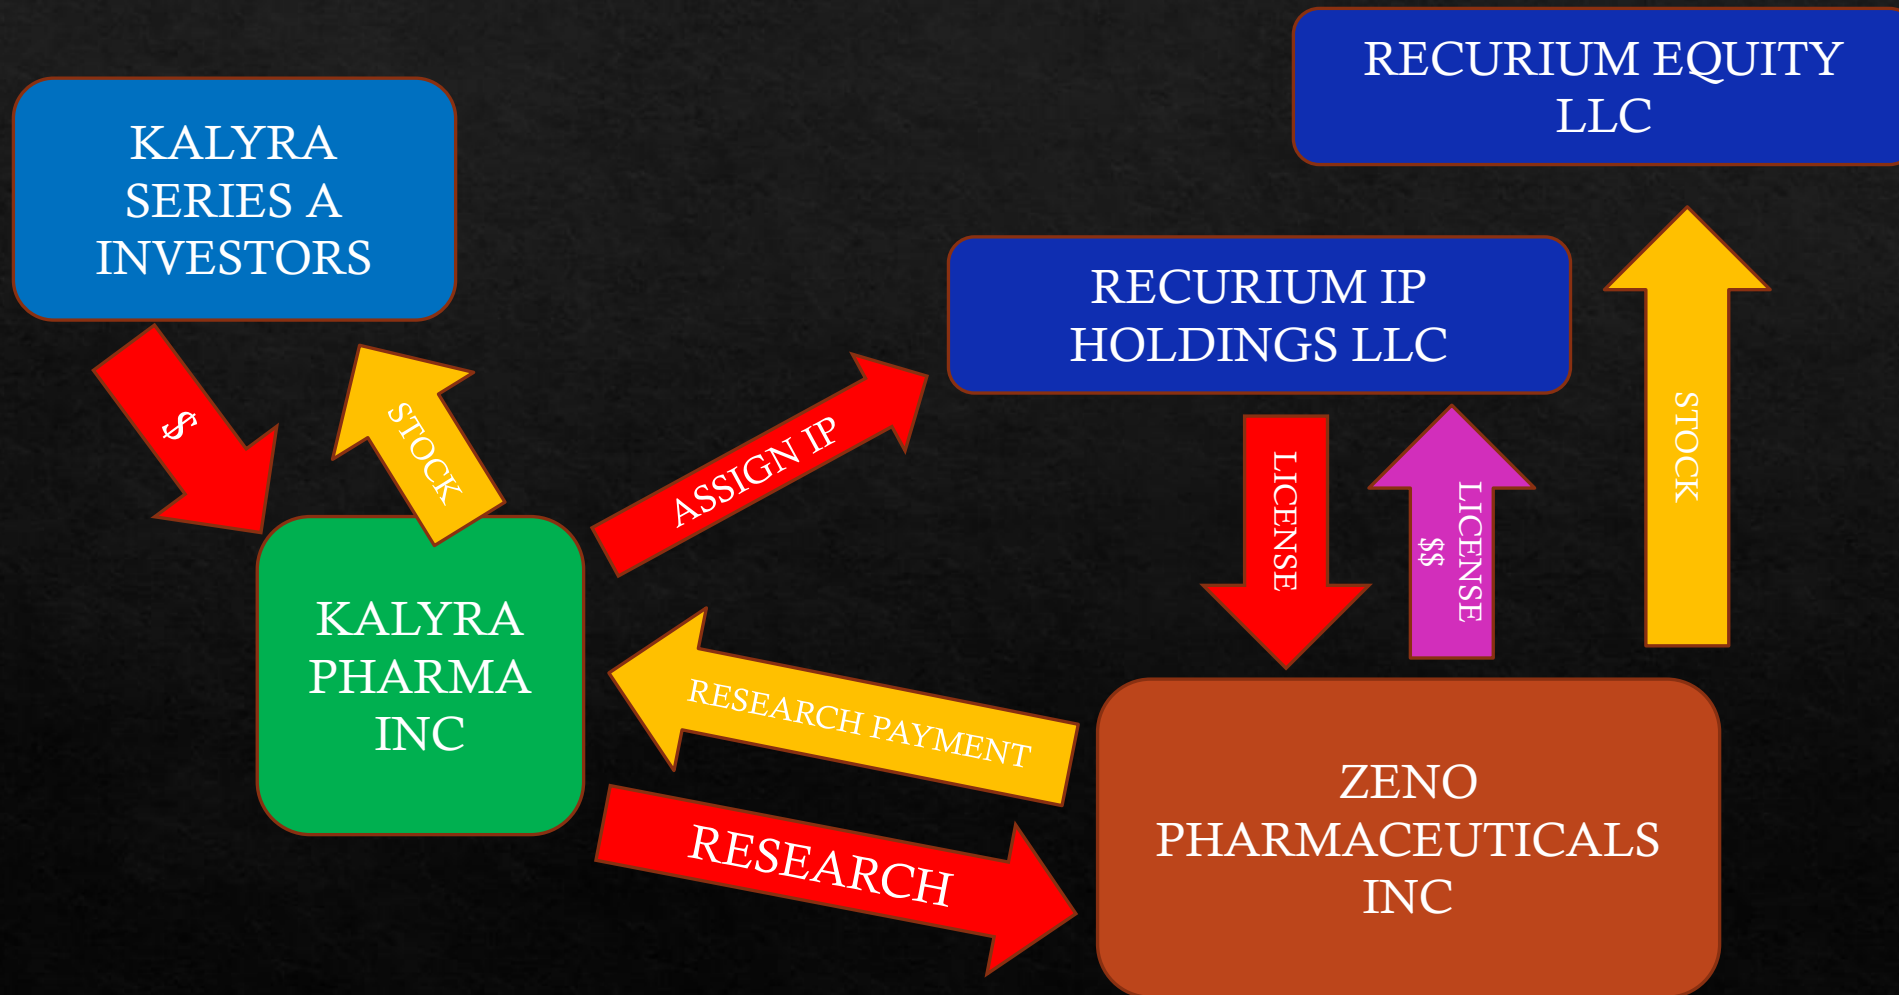 RECURIUM EQUITY
LLC
KALYRA
SERIES A
INVESTORS
RECURIUM IP
HOLDINGS LLC
$
STOCK
ASSIGN IP
LICENSE
LICENSE
$$
STOCK
KALYRA
PHARMA
INC
RESEARCH PAYMENT
RESEARCH
ZENO
PHARMACEUTICALS
INC